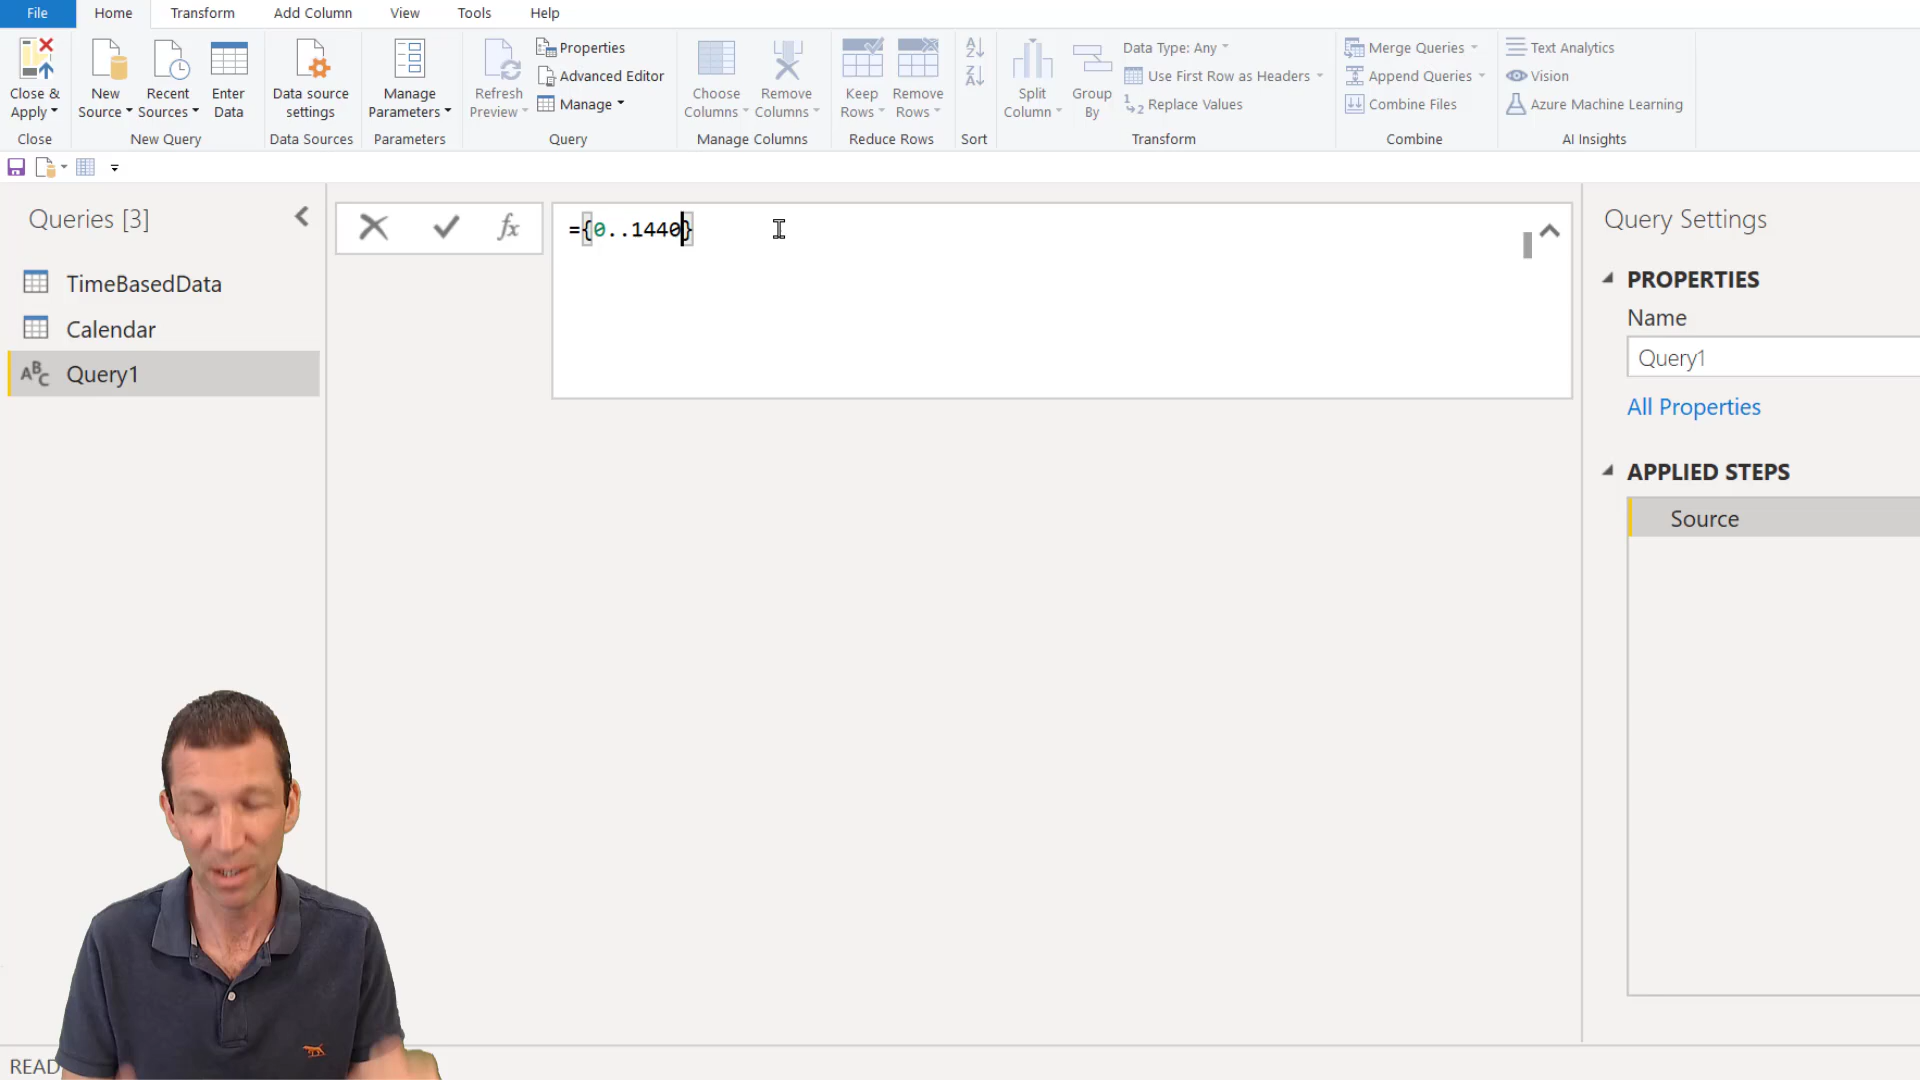 File Home Transform Add Column View Tools Help
Close & Apply
New Source
Recent Sources
Enter Data
Data source settings
Manage Parameters
Refresh Preview
Properties
Advanced Editor
Manage
Choose Columns
Remove Columns
Keep Rows
Remove Rows
Split Column
Group By
Data Type: Any
Use First Row as Headers
Replace Values
Merge Queries
Append Queries
Combine Files
Text Analytics
Vision
Azure Machine Learning
Close New Query Data Sources Parameters Query Manage Columns Reduce Rows Sort Transform Combine AI Insights
Queries [3]
TimeBasedData
Calendar
ABC Query1
fx
={0..1440}
Query Settings
PROPERTIES
Name
Query1
All Properties
APPLIED STEPS
Source
READ